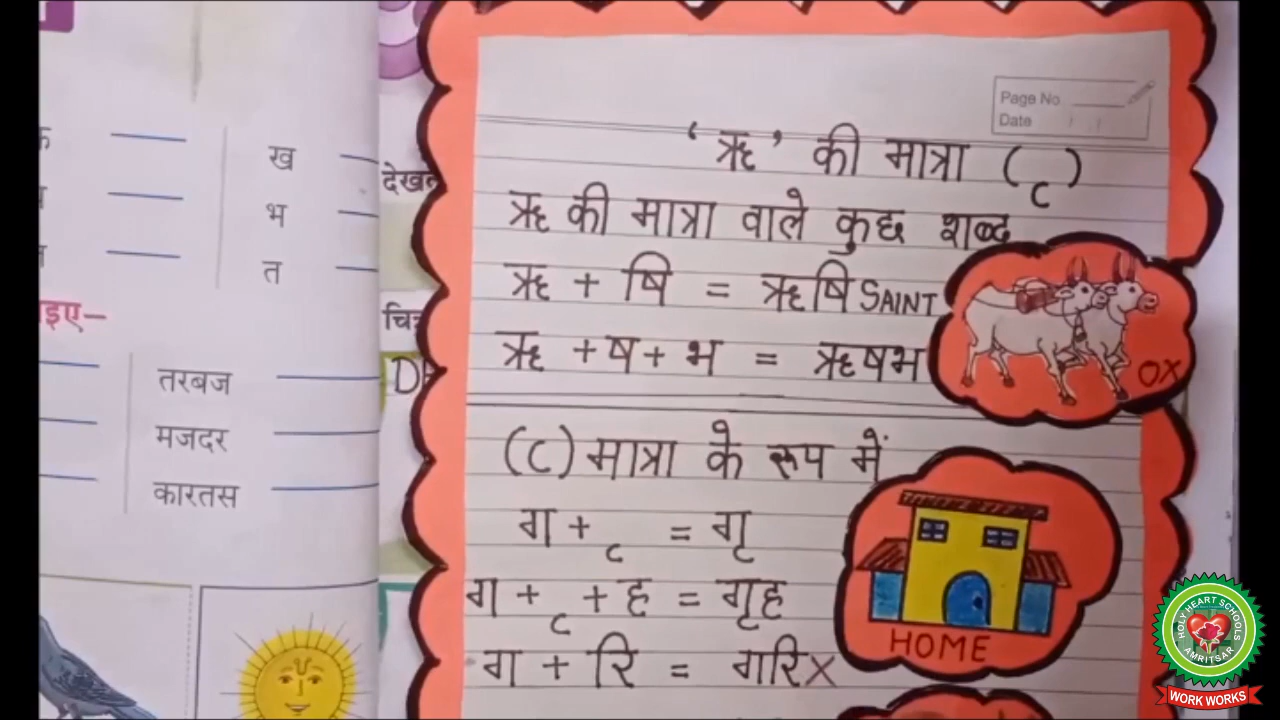 ख
भ
त
इए–
तरबज
मजदर
कारतस
Page No
Date
'ऋ' की मात्रा (ृ)
ऋ की मात्रा वाले कुछ शब्द
ऋ + षि = ऋषि SAINT
ऋ + ष + भ = ऋषभ
OX
(ृ) मात्रा के रूप में
ग + ृ = गृ
ग + ृ + ह = गृह
ग + रि = गरि X
HOME
HOLY HEART SCHOOLS
AMRITSAR
WORK WORKS